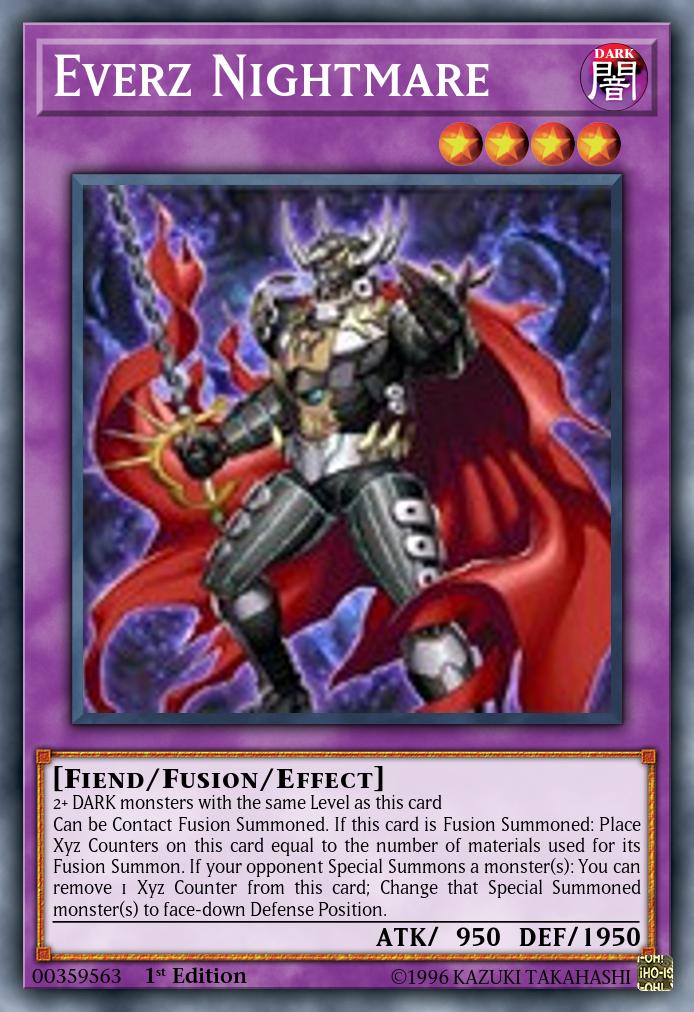 Everz Nightmare
DARK
闇
[Fiend/Fusion/Effect]
2+ DARK monsters with the same Level as this card
Can be Contact Fusion Summoned. If this card is Fusion Summoned: Place
Xyz Counters on this card equal to the number of materials used for its
Fusion Summon. If your opponent Special Summons a monster(s): You can
remove 1 Xyz Counter from this card; Change that Special Summoned
monster(s) to face-down Defense Position.
ATK/ 950 DEF/1950
00359563 1st Edition ©1996 KAZUKI TAKAHASHI